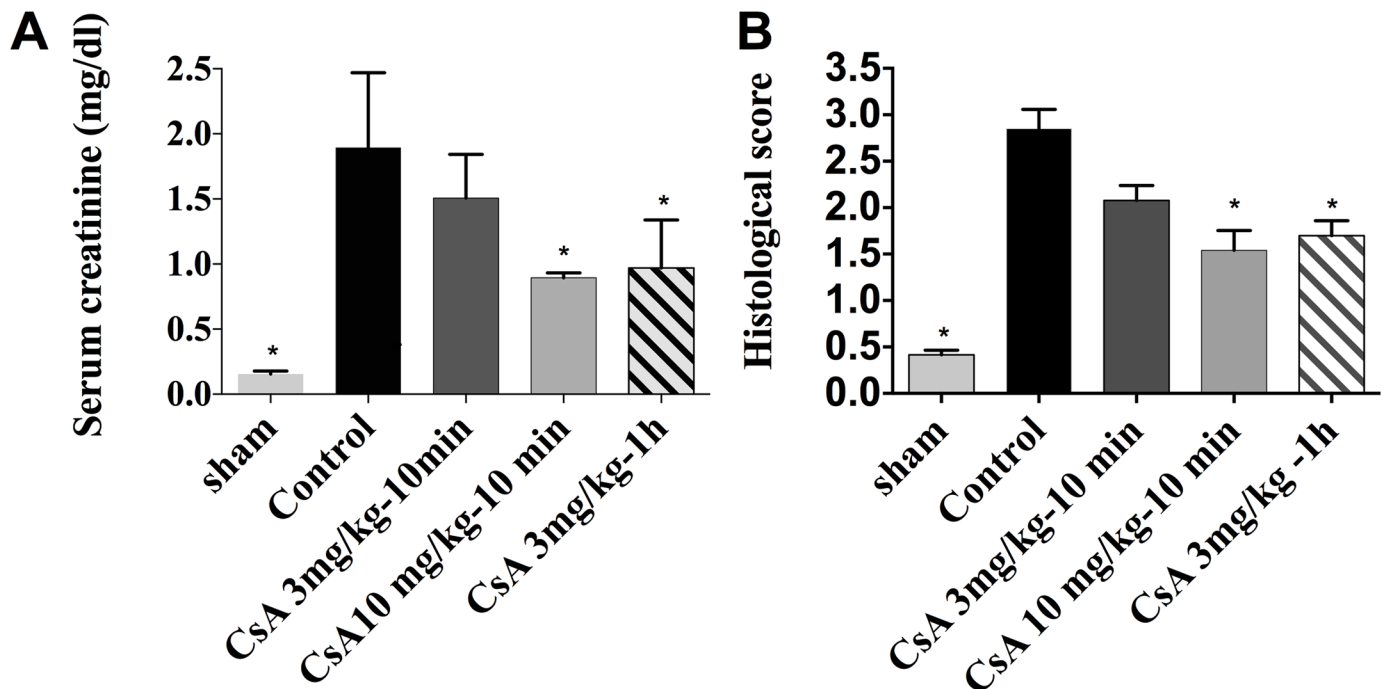 A
Serum creatinine (mg/dl)
2.5
2.0
1.5
1.0
0.5
0.0
*
*
*
sham
Control
CsA 3mg/kg-10min
CsA10 mg/kg-10 min
CsA 3mg/kg-1h
B
Histological score
3.5
3.0
2.5
2.0
1.5
1.0
0.5
0.0
*
*
*
sham
Control
CsA 3mg/kg-10 min
CsA 10 mg/kg-10 min
CsA 3mg/kg -1h